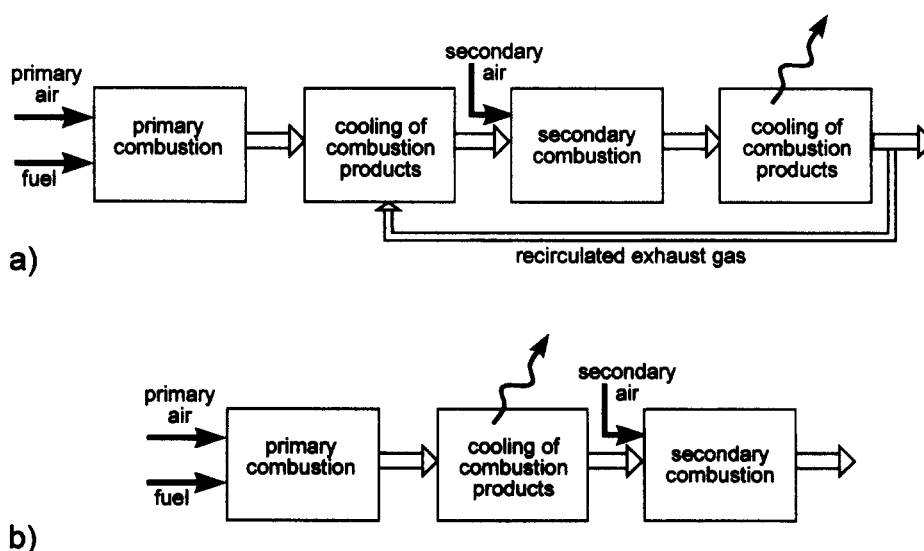 primary
air
fuel
primary
combustion
cooling of
combustion
products
secondary
air
secondary
combustion
cooling of
combustion
products
recirculated exhaust gas
a)
primary
air
fuel
primary
combustion
cooling of
combustion
products
secondary
air
secondary
combustion
b)